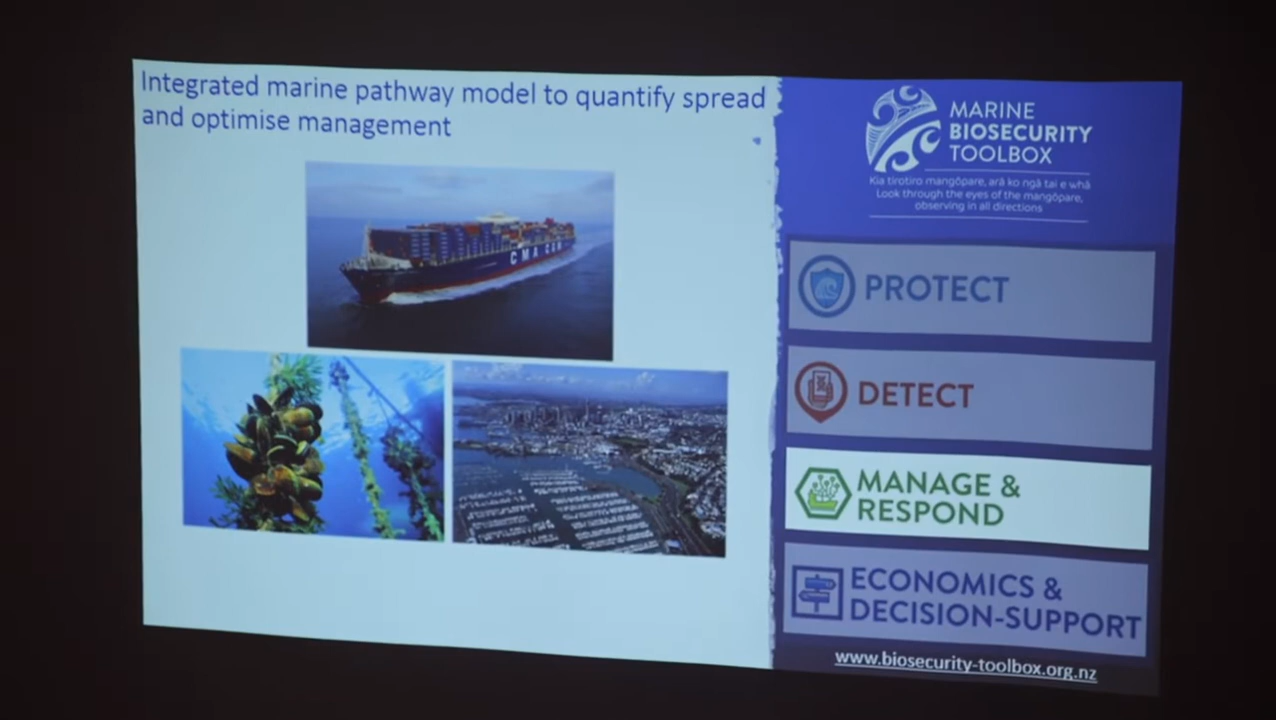 Integrated marine pathway model to quantify spread
and optimise management
CMA CGM
MARINE
BIOSECURITY
TOOLBOX
Kia tirotiro mangōpare, arā ko ngā tai e whā
Look through the eyes of the mangōpare,
observing in all directions
PROTECT
DETECT
MANAGE &
RESPOND
ECONOMICS &
DECISION-SUPPORT
www.biosecurity-toolbox.org.nz